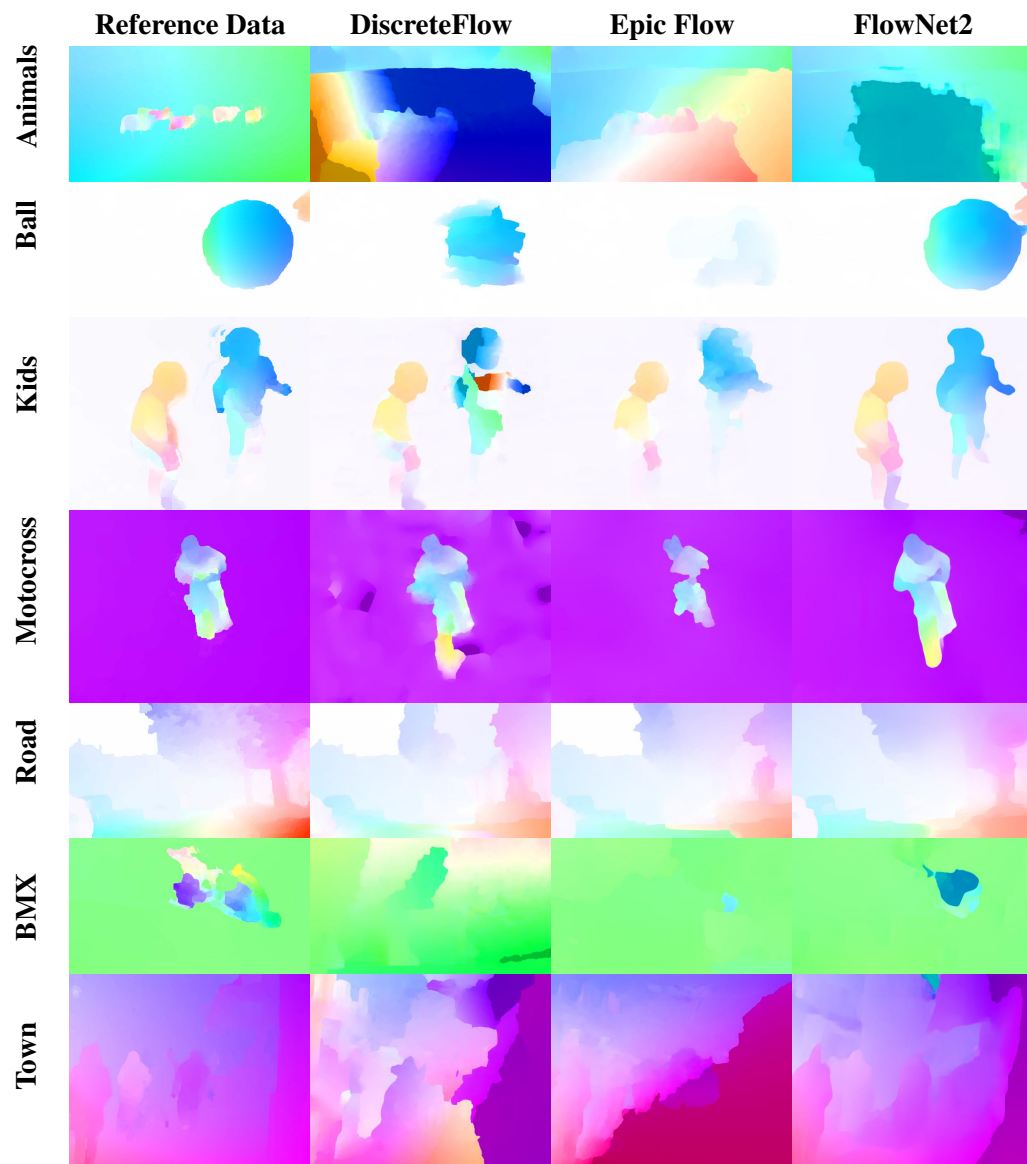 Reference Data DiscreteFlow Epic Flow FlowNet2
Animals
Ball
Kids
Motocross
Road
BMX
Town